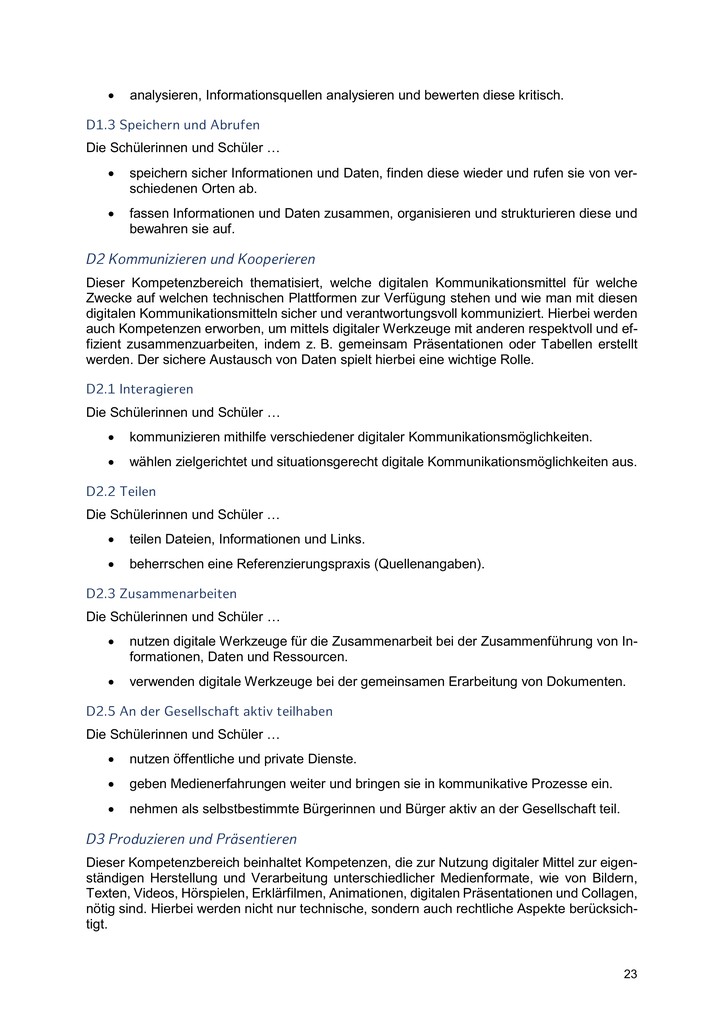 • analysieren, Informationsquellen analysieren und bewerten diese kritisch.
D1.3 Speichern und Abrufen
Die Schülerinnen und Schüler …
• speichern sicher Informationen und Daten, finden diese wieder und rufen sie von ver-
schiedenen Orten ab.
• fassen Informationen und Daten zusammen, organisieren und strukturieren diese und
bewahren sie auf.
D2 Kommunizieren und Kooperieren
Dieser Kompetenzbereich thematisiert, welche digitalen Kommunikationsmittel für welche
Zwecke auf welchen technischen Plattformen zur Verfügung stehen und wie man mit diesen
digitalen Kommunikationsmitteln sicher und verantwortungsvoll kommuniziert. Hierbei werden
auch Kompetenzen erworben, um mittels digitaler Werkzeuge mit anderen respektvoll und ef-
fizient zusammenzuarbeiten, indem z. B. gemeinsam Präsentationen oder Tabellen erstellt
werden. Der sichere Austausch von Daten spielt hierbei eine wichtige Rolle.
D2.1 Interagieren
Die Schülerinnen und Schüler …
• kommunizieren mithilfe verschiedener digitaler Kommunikationsmöglichkeiten.
• wählen zielgerichtet und situationsgerecht digitale Kommunikationsmöglichkeiten aus.
D2.2 Teilen
Die Schülerinnen und Schüler …
• teilen Dateien, Informationen und Links.
• beherrschen eine Referenzierungspraxis (Quellenangaben).
D2.3 Zusammenarbeiten
Die Schülerinnen und Schüler …
• nutzen digitale Werkzeuge für die Zusammenarbeit bei der Zusammenführung von In-
formationen, Daten und Ressourcen.
• verwenden digitale Werkzeuge bei der gemeinsamen Erarbeitung von Dokumenten.
D2.5 An der Gesellschaft aktiv teilhaben
Die Schülerinnen und Schüler …
• nutzen öffentliche und private Dienste.
• geben Medienerfahrungen weiter und bringen sie in kommunikative Prozesse ein.
• nehmen als selbstbestimmte Bürgerinnen und Bürger aktiv an der Gesellschaft teil.
D3 Produzieren und Präsentieren
Dieser Kompetenzbereich beinhaltet Kompetenzen, die zur Nutzung digitaler Mittel zur eigen-
ständigen Herstellung und Verarbeitung unterschiedlicher Medienformate, wie von Bildern,
Texten, Videos, Hörspielen, Erklärfilmen, Animationen, digitalen Präsentationen und Collagen,
nötig sind. Hierbei werden nicht nur technische, sondern auch rechtliche Aspekte berücksich-
tigt.
23